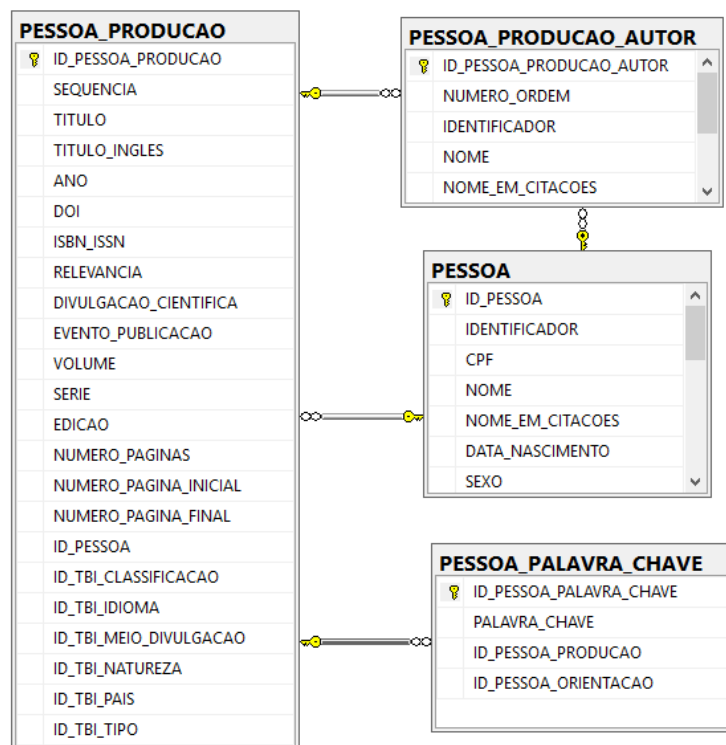 PESSOA_PRODUCAO
ID_PESSOA_PRODUCAO
SEQUENCIA
TITULO
TITULO_INGLES
ANO
DOI
ISBN_ISSN
RELEVANCIA
DIVULGACAO_CIENTIFICA
EVENTO_PUBLICACAO
VOLUME
SERIE
EDICAO
NUMERO_PAGINAS
NUMERO_PAGINA_INICIAL
NUMERO_PAGINA_FINAL
ID_PESSOA
ID_TBI_CLASSIFICACAO
ID_TBI_IDIOMA
ID_TBI_MEIO_DIVULGACAO
ID_TBI_NATUREZA
ID_TBI_PAIS
ID_TBI_TIPO
PESSOA_PRODUCAO_AUTOR
ID_PESSOA_PRODUCAO_AUTOR
NUMERO_ORDEM
IDENTIFICADOR
NOME
NOME_EM_CITACOES
PESSOA
ID_PESSOA
IDENTIFICADOR
CPF
NOME
NOME_EM_CITACOES
DATA_NASCIMENTO
SEXO
PESSOA_PALAVRA_CHAVE
ID_PESSOA_PALAVRA_CHAVE
PALAVRA_CHAVE
ID_PESSOA_PRODUCAO
ID_PESSOA_ORIENTACAO